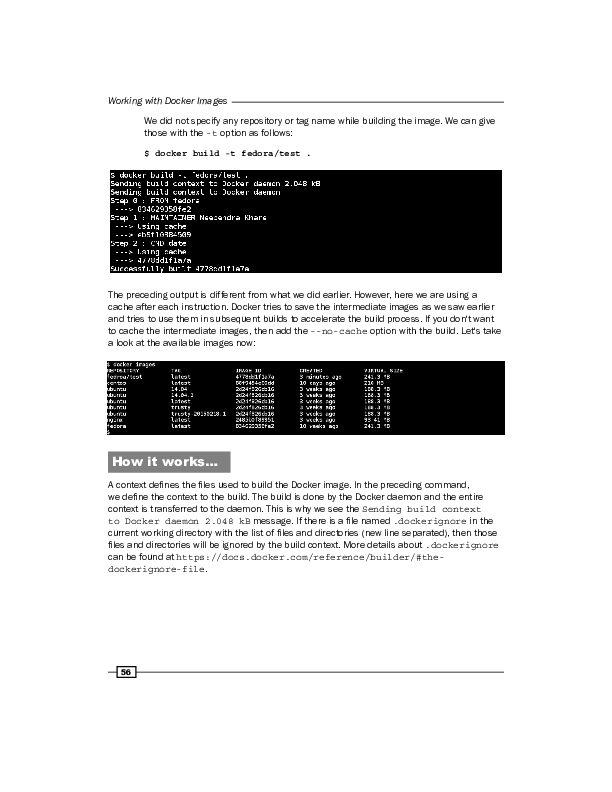 Working with Docker Images
We did not specify any repository or tag name while building the image. We can give
those with the -t option as follows:
$ docker build -t fedora/test .
$ docker build -t fedora/test .
Sending build context to Docker daemon 2.048 kB
Sending build context to Docker daemon
Step 0 : FROM fedora
---> 834629358fe2
Step 1 : MAINTAINER Neependra Khare
---> Using cache
---> eb5f10384509
Step 2 : CMD date
---> Using cache
---> 4778dd1f1a7a
Successfully built 4778dd1f1a7a
The preceding output is different from what we did earlier. However, here we are using a
cache after each instruction. Docker tries to save the intermediate images as we saw earlier
and tries to use them in subsequent builds to accelerate the build process. If you don't want
to cache the intermediate images, then add the --no-cache option with the build. Let's take
a look at the available images now:
$ docker images
REPOSITORY TAG IMAGE ID CREATED VIRTUAL SIZE
fedora/test latest 4778dd1f1a7a 3 minutes ago 241.3 MB
centos latest 10 days ago 210 MB
ubuntu 14.04 2d24f826cb16 3 weeks ago 188.3 MB
ubuntu latest 2d24f826cb16 3 weeks ago 188.3 MB
ubuntu 14.04.2 2d24f826cb16 3 weeks ago 188.3 MB
ubuntu trusty 2d24f826cb16 3 weeks ago 188.3 MB
ubuntu trusty-20150218.1 2d24f826cb16 3 weeks ago 188.3 MB
nginx latest 3 weeks ago 93.41 MB
fedora latest 834629358fe2 10 weeks ago 241.3 MB
$
How it works...
A context defines the files used to build the Docker image. In the preceding command,
we define the context to the build. The build is done by the Docker daemon and the entire
context is transferred to the daemon. This is why we see the Sending build context
to Docker daemon 2.048 kB message. If there is a file named .dockerignore in the
current working directory with the list of files and directories (new line separated), then those
files and directories will be ignored by the build context. More details about .dockerignore
can be found at https://docs.docker.com/reference/builder/#the-
dockerignore-file.
56